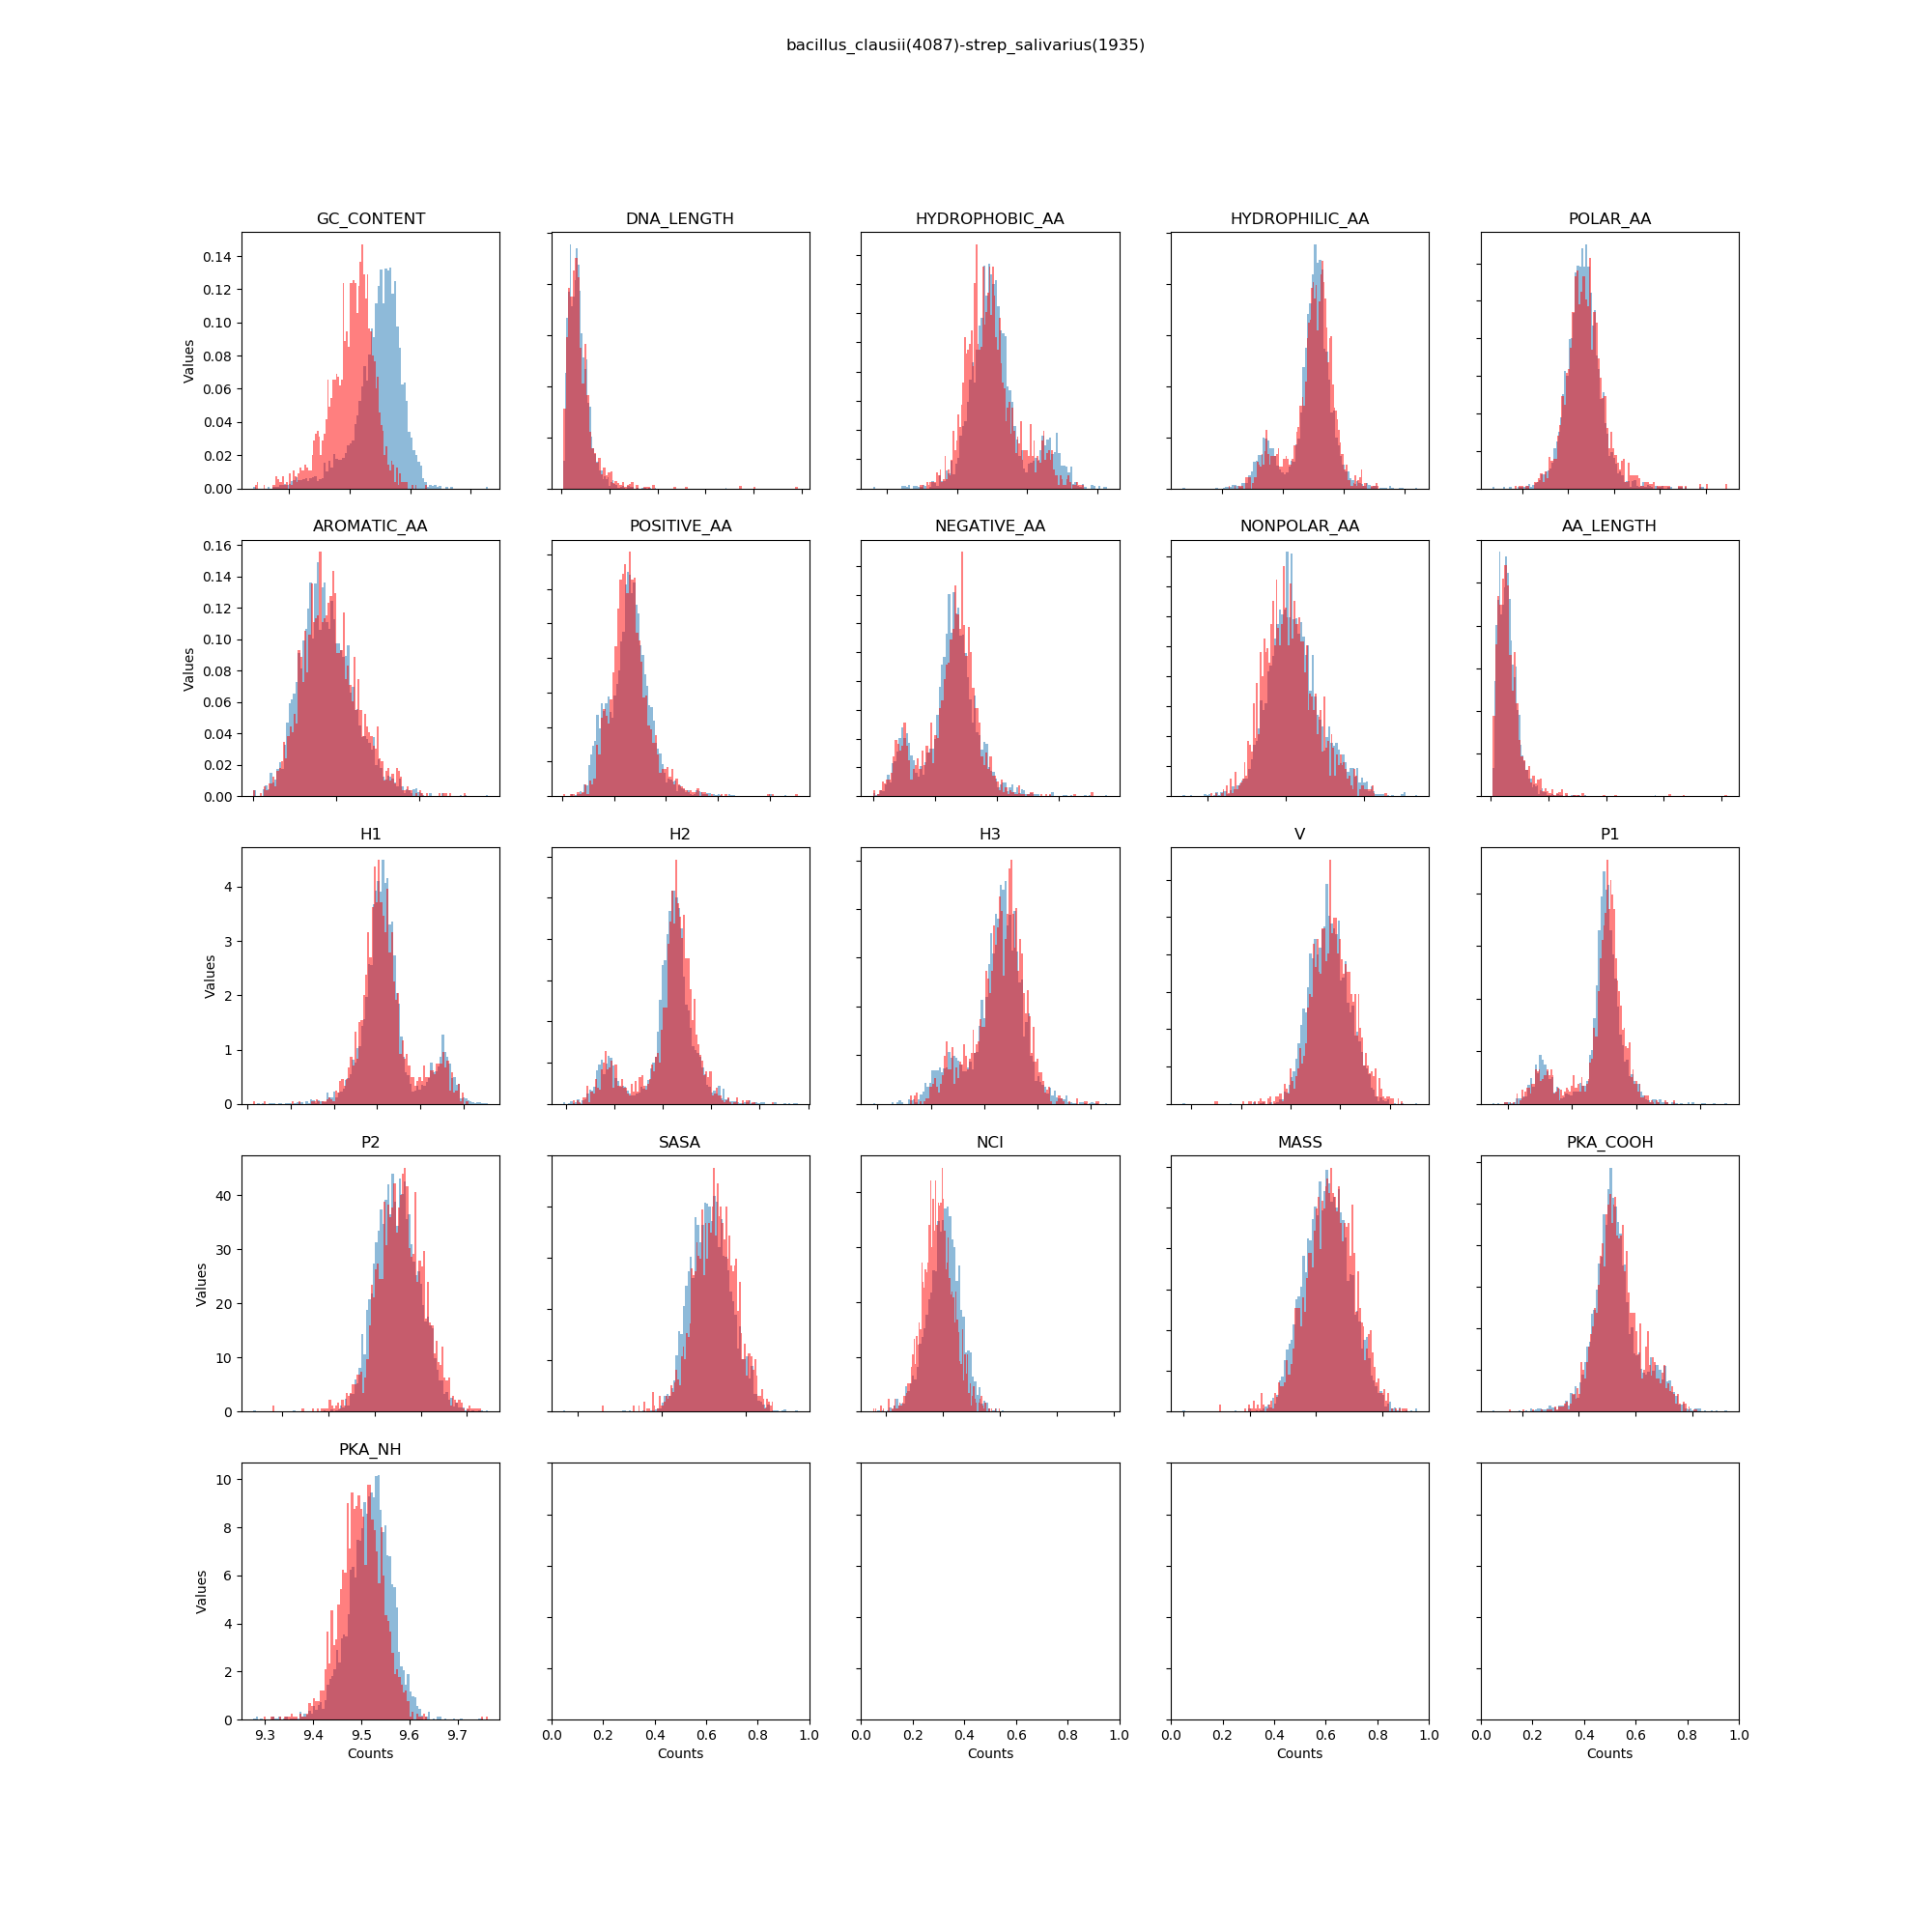 bacillus_clausii(4087)-strep_salivarius(1935)
GC_CONTENT DNA_LENGTH HYDROPHOBIC_AA HYDROPHILIC_AA POLAR_AA
0.14
0.12
0.10
0.08
0.06
0.04
0.02
0.00
Values
AROMATIC_AA POSITIVE_AA NEGATIVE_AA NONPOLAR_AA AA_LENGTH
0.16
0.14
0.12
0.10
0.08
0.06
0.04
0.02
0.00
Values
H1 H2 H3 V P1
4
3
2
1
0
Values
P2 SASA NCI MASS PKA_COOH
40
30
20
10
0
Values
PKA_NH
10
8
6
4
2
0
Values
9.3 9.4 9.5 9.6 9.7 0.0 0.2 0.4 0.6 0.8 1.0 0.0 0.2 0.4 0.6 0.8 1.0 0.0 0.2 0.4 0.6 0.8 1.0 0.0 0.2 0.4 0.6 0.8 1.0
Counts Counts Counts Counts Counts